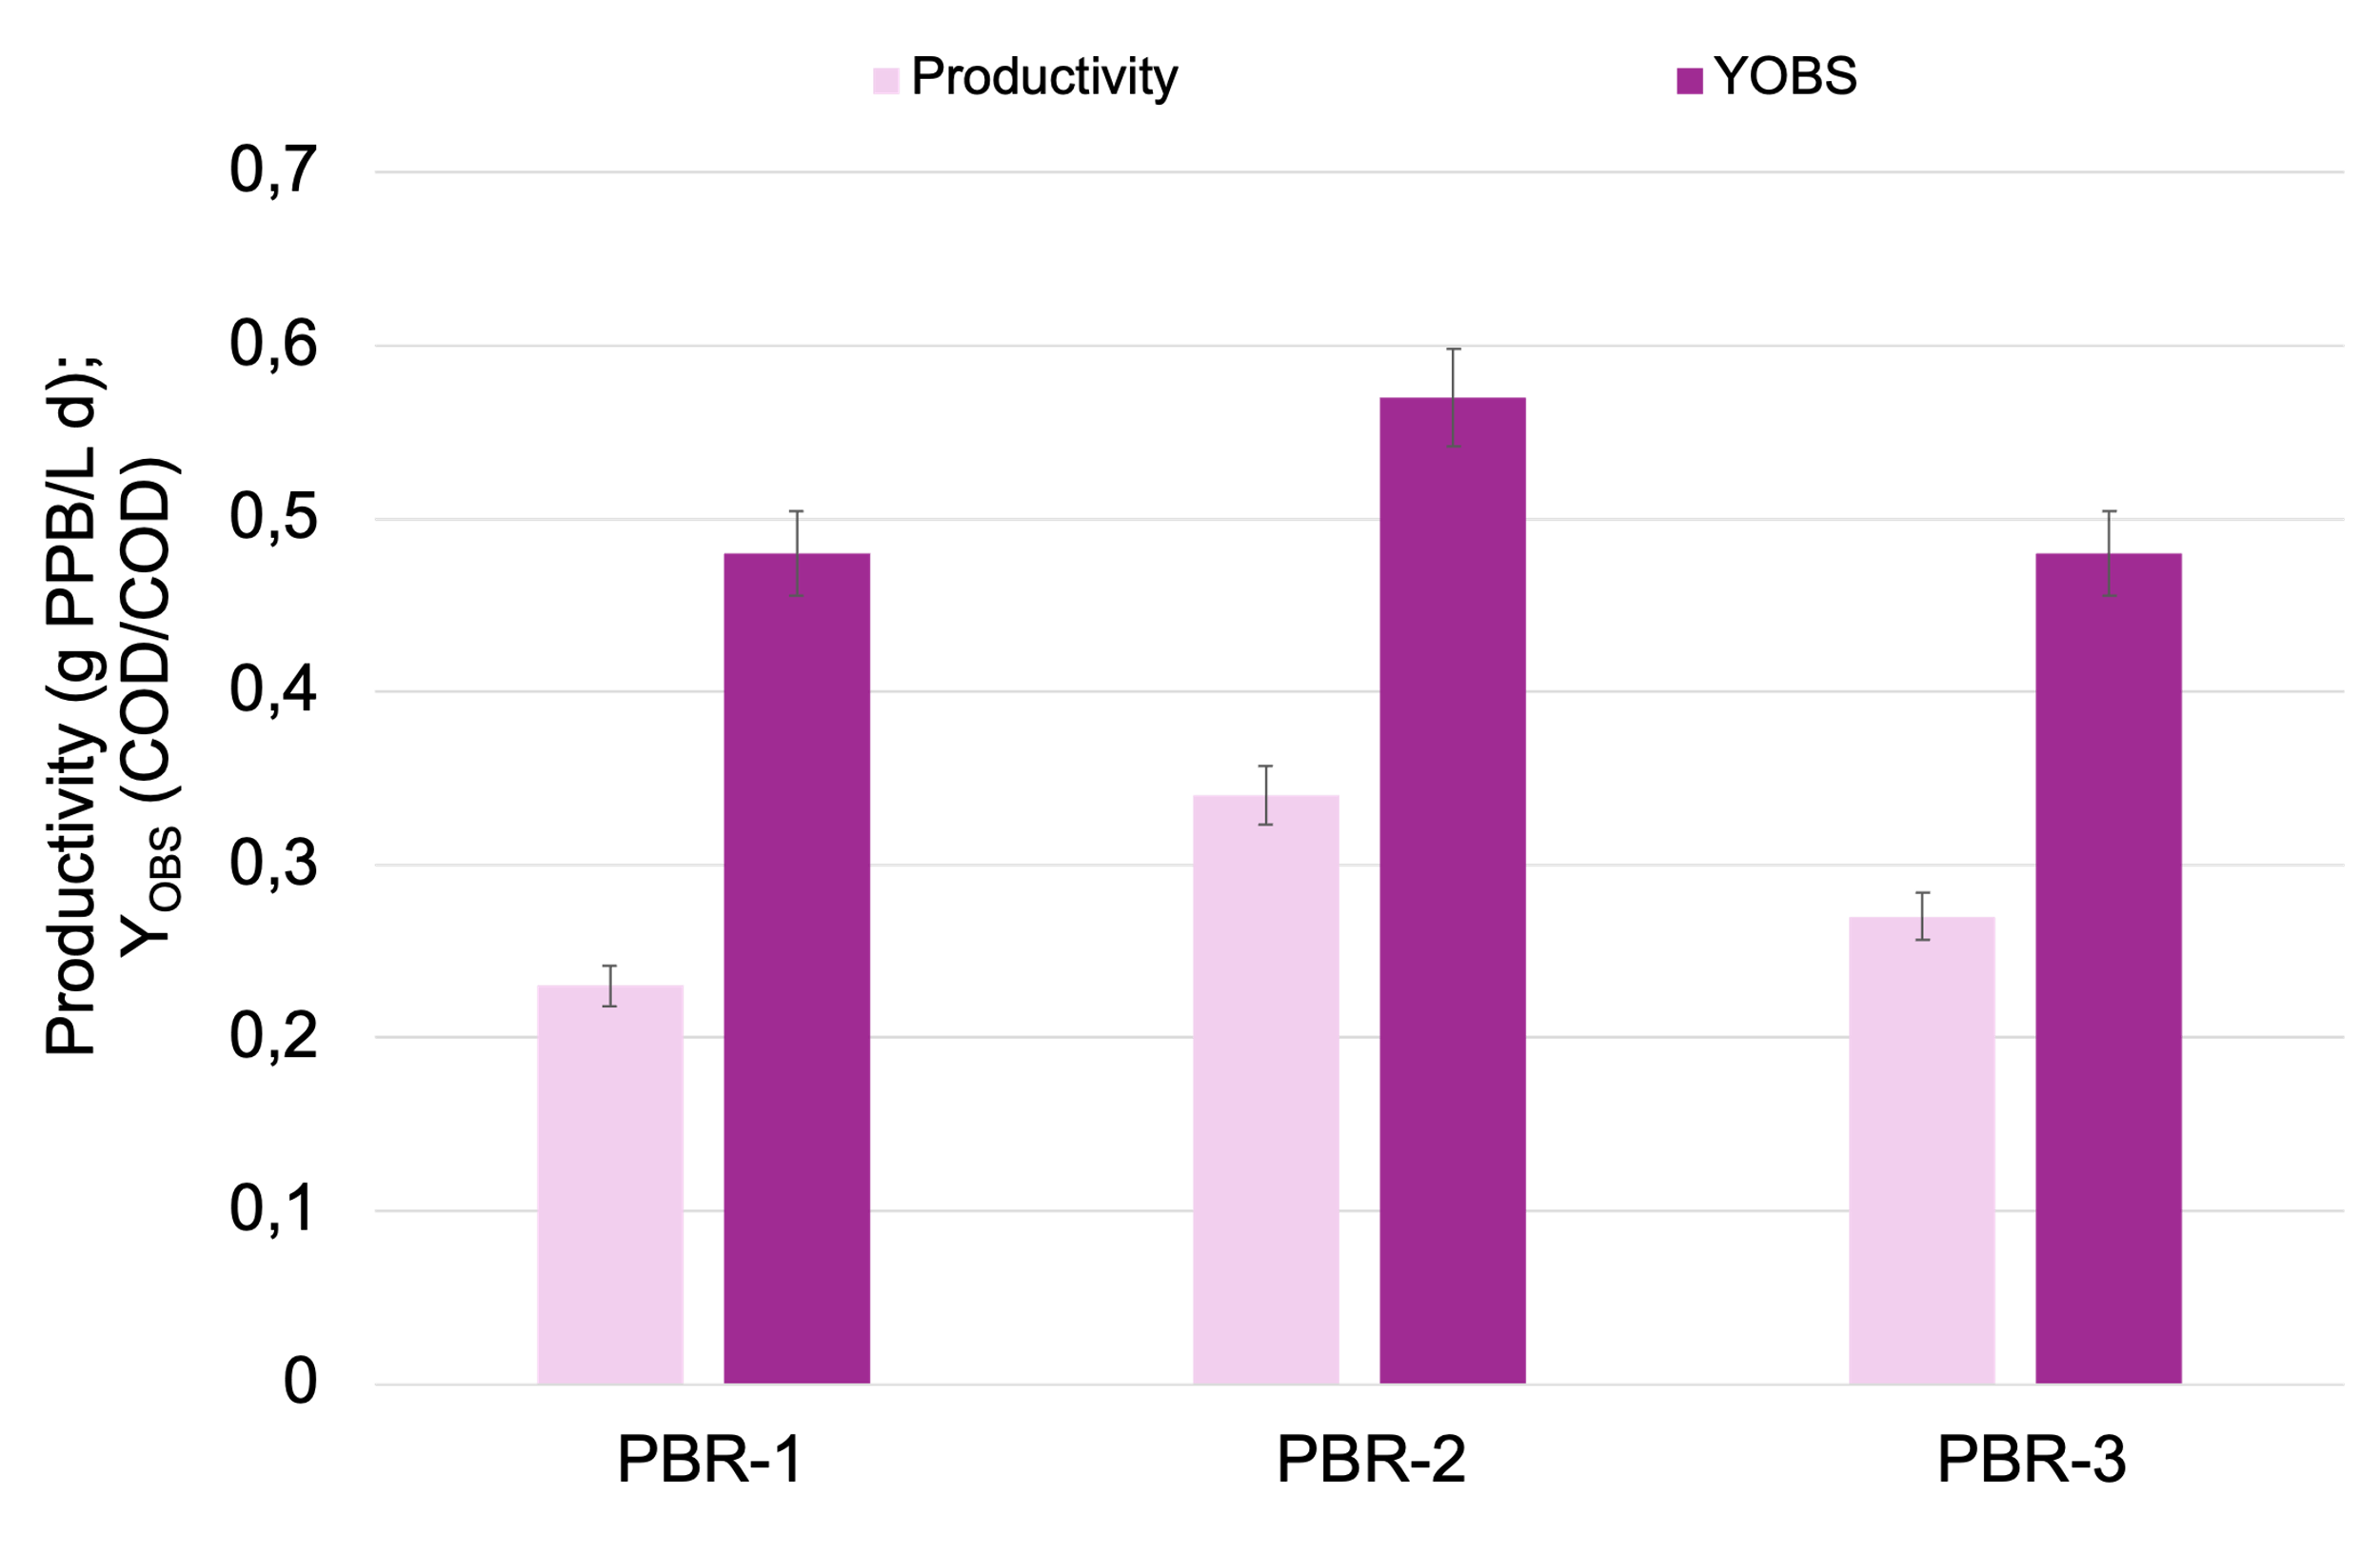 Productivity YOBS
Productivity (g PPB/L d);
YOBS (COD/COD)
0,7
0,6
0,5
0,4
0,3
0,2
0,1
0
PBR-1 PBR-2 PBR-3